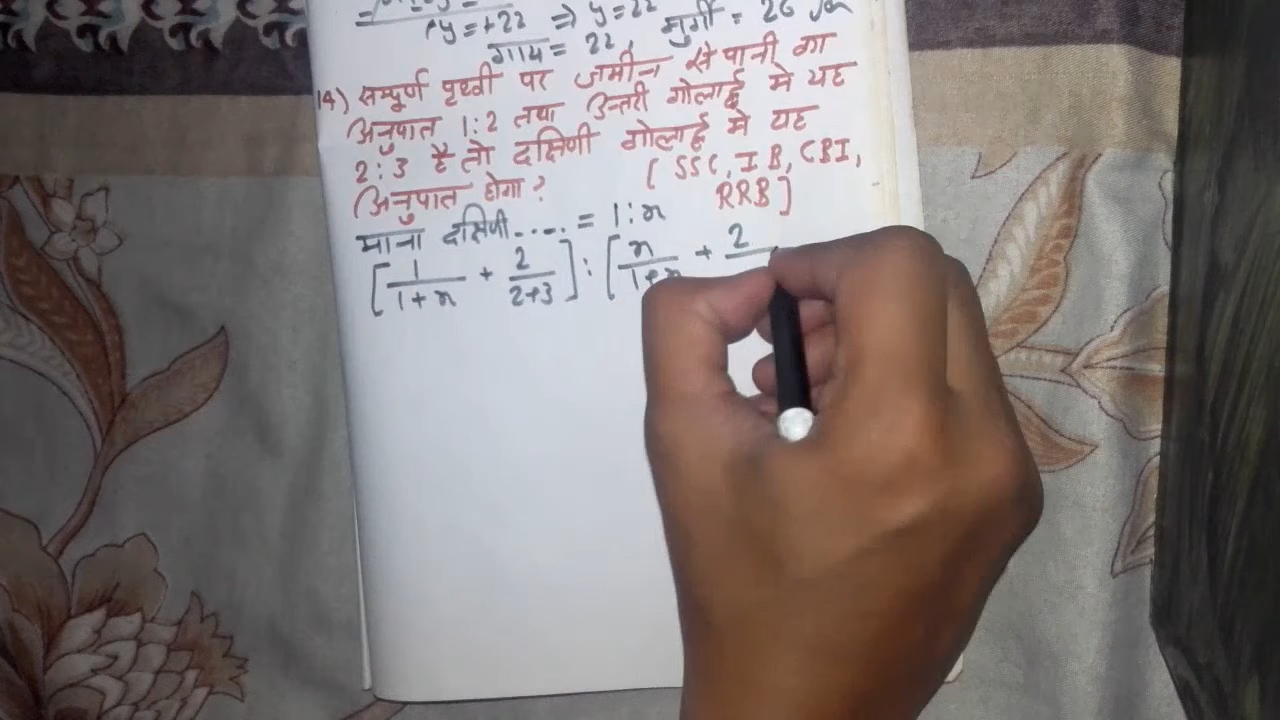 y=+22 ⇒ y=22
गाय = 22, मुर्गी = 26
14) सम्पूर्ण पृथ्वी पर जमीन से पानी का
अनुपात 1:2 तथा उत्तरी गोलार्द्ध मे यह
2:3 है तो दक्षिणी गोलार्द्ध मे यह
अनुपात होगा? [SSC, IB, CBI,
RRB]
माना दक्षिणी..... = 1:x
[1/1+x + 2/2+3] : [x/1+x + 2